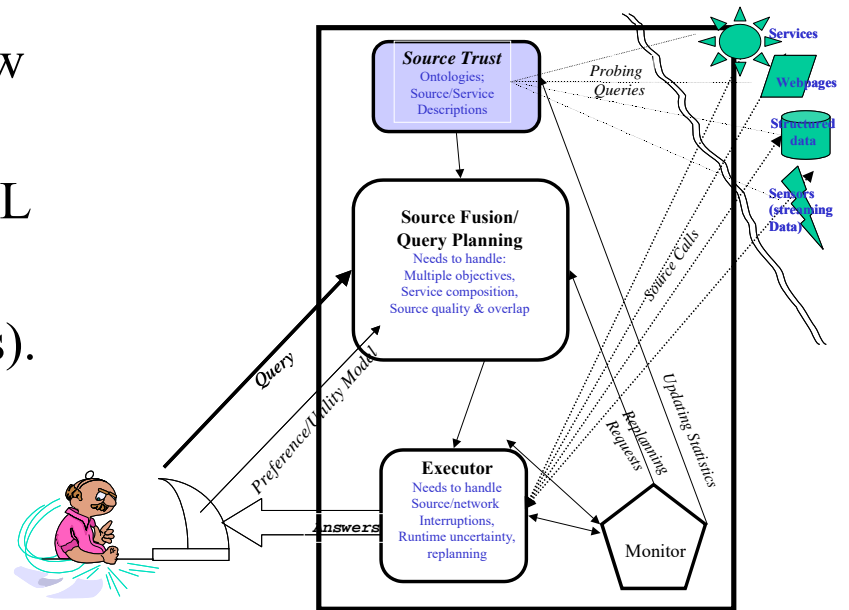 w
L
s).
Source Trust
Ontologies;
Source/Service
Descriptions
Probing
Queries
Services
Webpages
Structured
data
Sensors
(streaming
Data)
Source Fusion/
Query Planning
Needs to handle:
Multiple objectives,
Service composition,
Source quality & overlap
Source Calls
Query
Preference/Utility Model
Updating Statistics
Replanning
Requests
Executor
Needs to handle
Source/network
Interruptions,
Runtime uncertainty,
replanning
Answers
Monitor